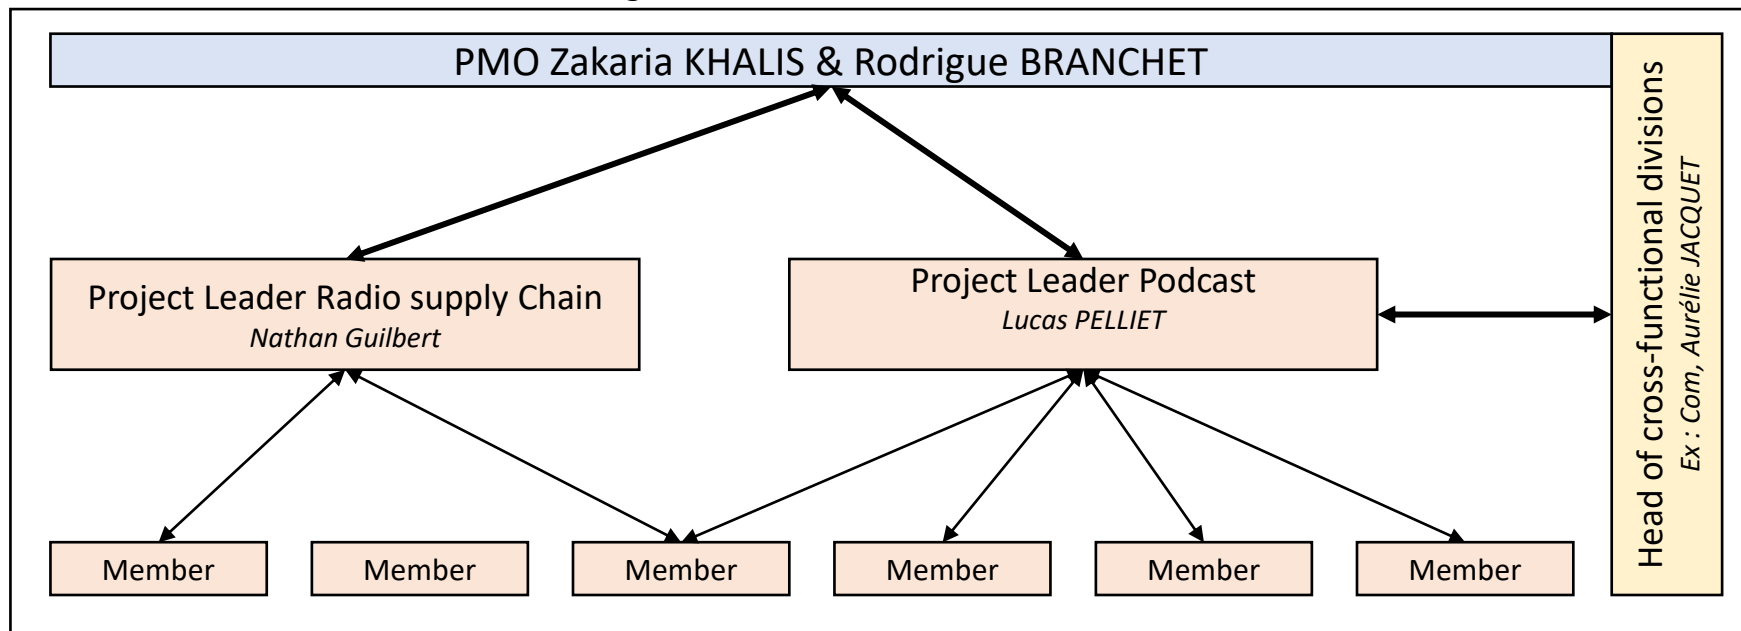 PMO Zakaria KHALIS & Rodrigue BRANCHET
Project Leader Radio supply Chain
Nathan Guilbert
Project Leader Podcast
Lucas PELLIET
Member
Member
Member
Member
Member
Member
Head of cross-functional divisions
Ex : Com, Aurélie JACQUET